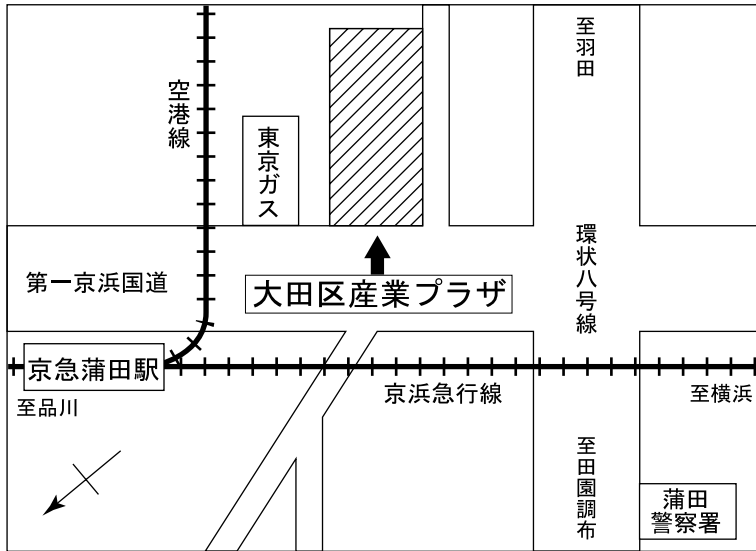 至羽田
空港線
東京ガス
環状八号線
第一京浜国道
大田区産業プラザ
京急蒲田駅
京浜急行線
至横浜
至品川
至田園調布
蒲田
警察署